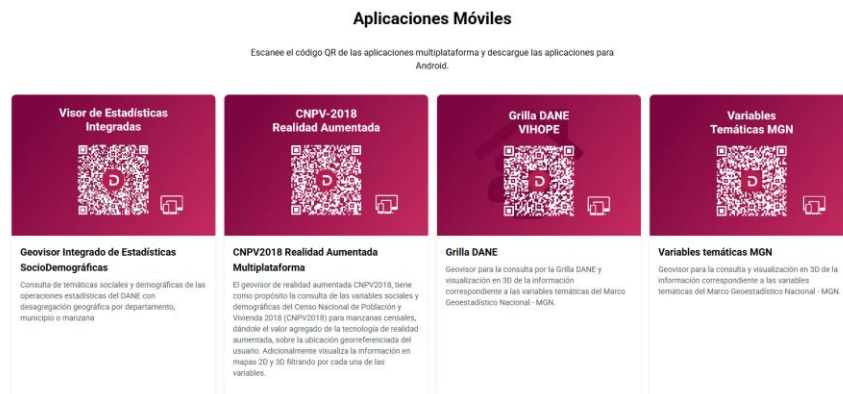 Aplicaciones Móviles
Escanee el código QR de las aplicaciones multiplataforma y descargue las aplicaciones para
Android.
Visor de Estadísticas
Integradas
Geovisor Integrado de Estadísticas
SocioDemográficas
Consulta de temáticas sociales y demográficas de las
operaciones estadísticas del DANE con
desagregación geográfica por departamento,
municipio o manzana
CNPV-2018
Realidad Aumentada
CNPV2018 Realidad Aumentada
Multiplataforma
El geovisor de realidad aumentada CNPV2018, tiene
como propósito la consulta de las variables sociales y
demográficas del Censo Nacional de Población y
Vivienda 2018 (CNPV2018) para manzanas censales,
dándole el valor agregado de la tecnología de realidad
aumentada, sobre la ubicación georreferenciada del
usuario. Adicionalmente visualiza la información en
mapas 2D y 3D filtrando por cada una de las
variables.
Grilla DANE
VIHOPE
Grilla DANE
Geovisor para la consulta por la Grilla DANE y
visualización en 3D de la información
correspondiente a las variables temáticas del Marco
Geoestadístico Nacional - MGN.
Variables
Temáticas MGN
Variables temáticas MGN
Geovisor para la consulta y visualización en 3D de la
información correspondiente a las variables
temáticas del Marco Geoestadístico Nacional - MGN.